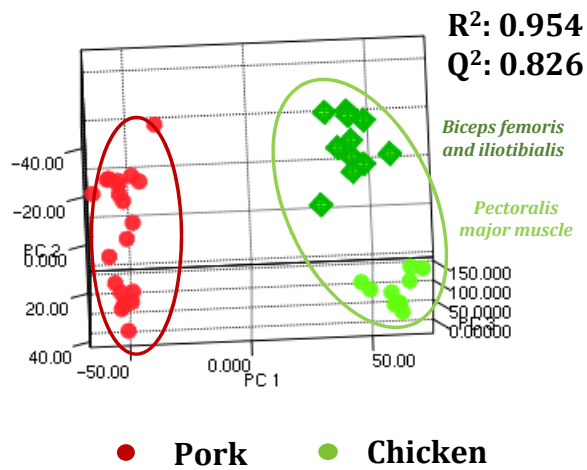 R²: 0.954
Q²: 0.826
Biceps femoris
and iliotibialis
Pectoralis
major muscle
−40.00
−20.00
PC 2
0.000
20.00
40.00
−50.00
0.000
50.00
PC 1
150.000
100.000
50.0000
PC 3
0.00000
Pork
Chicken